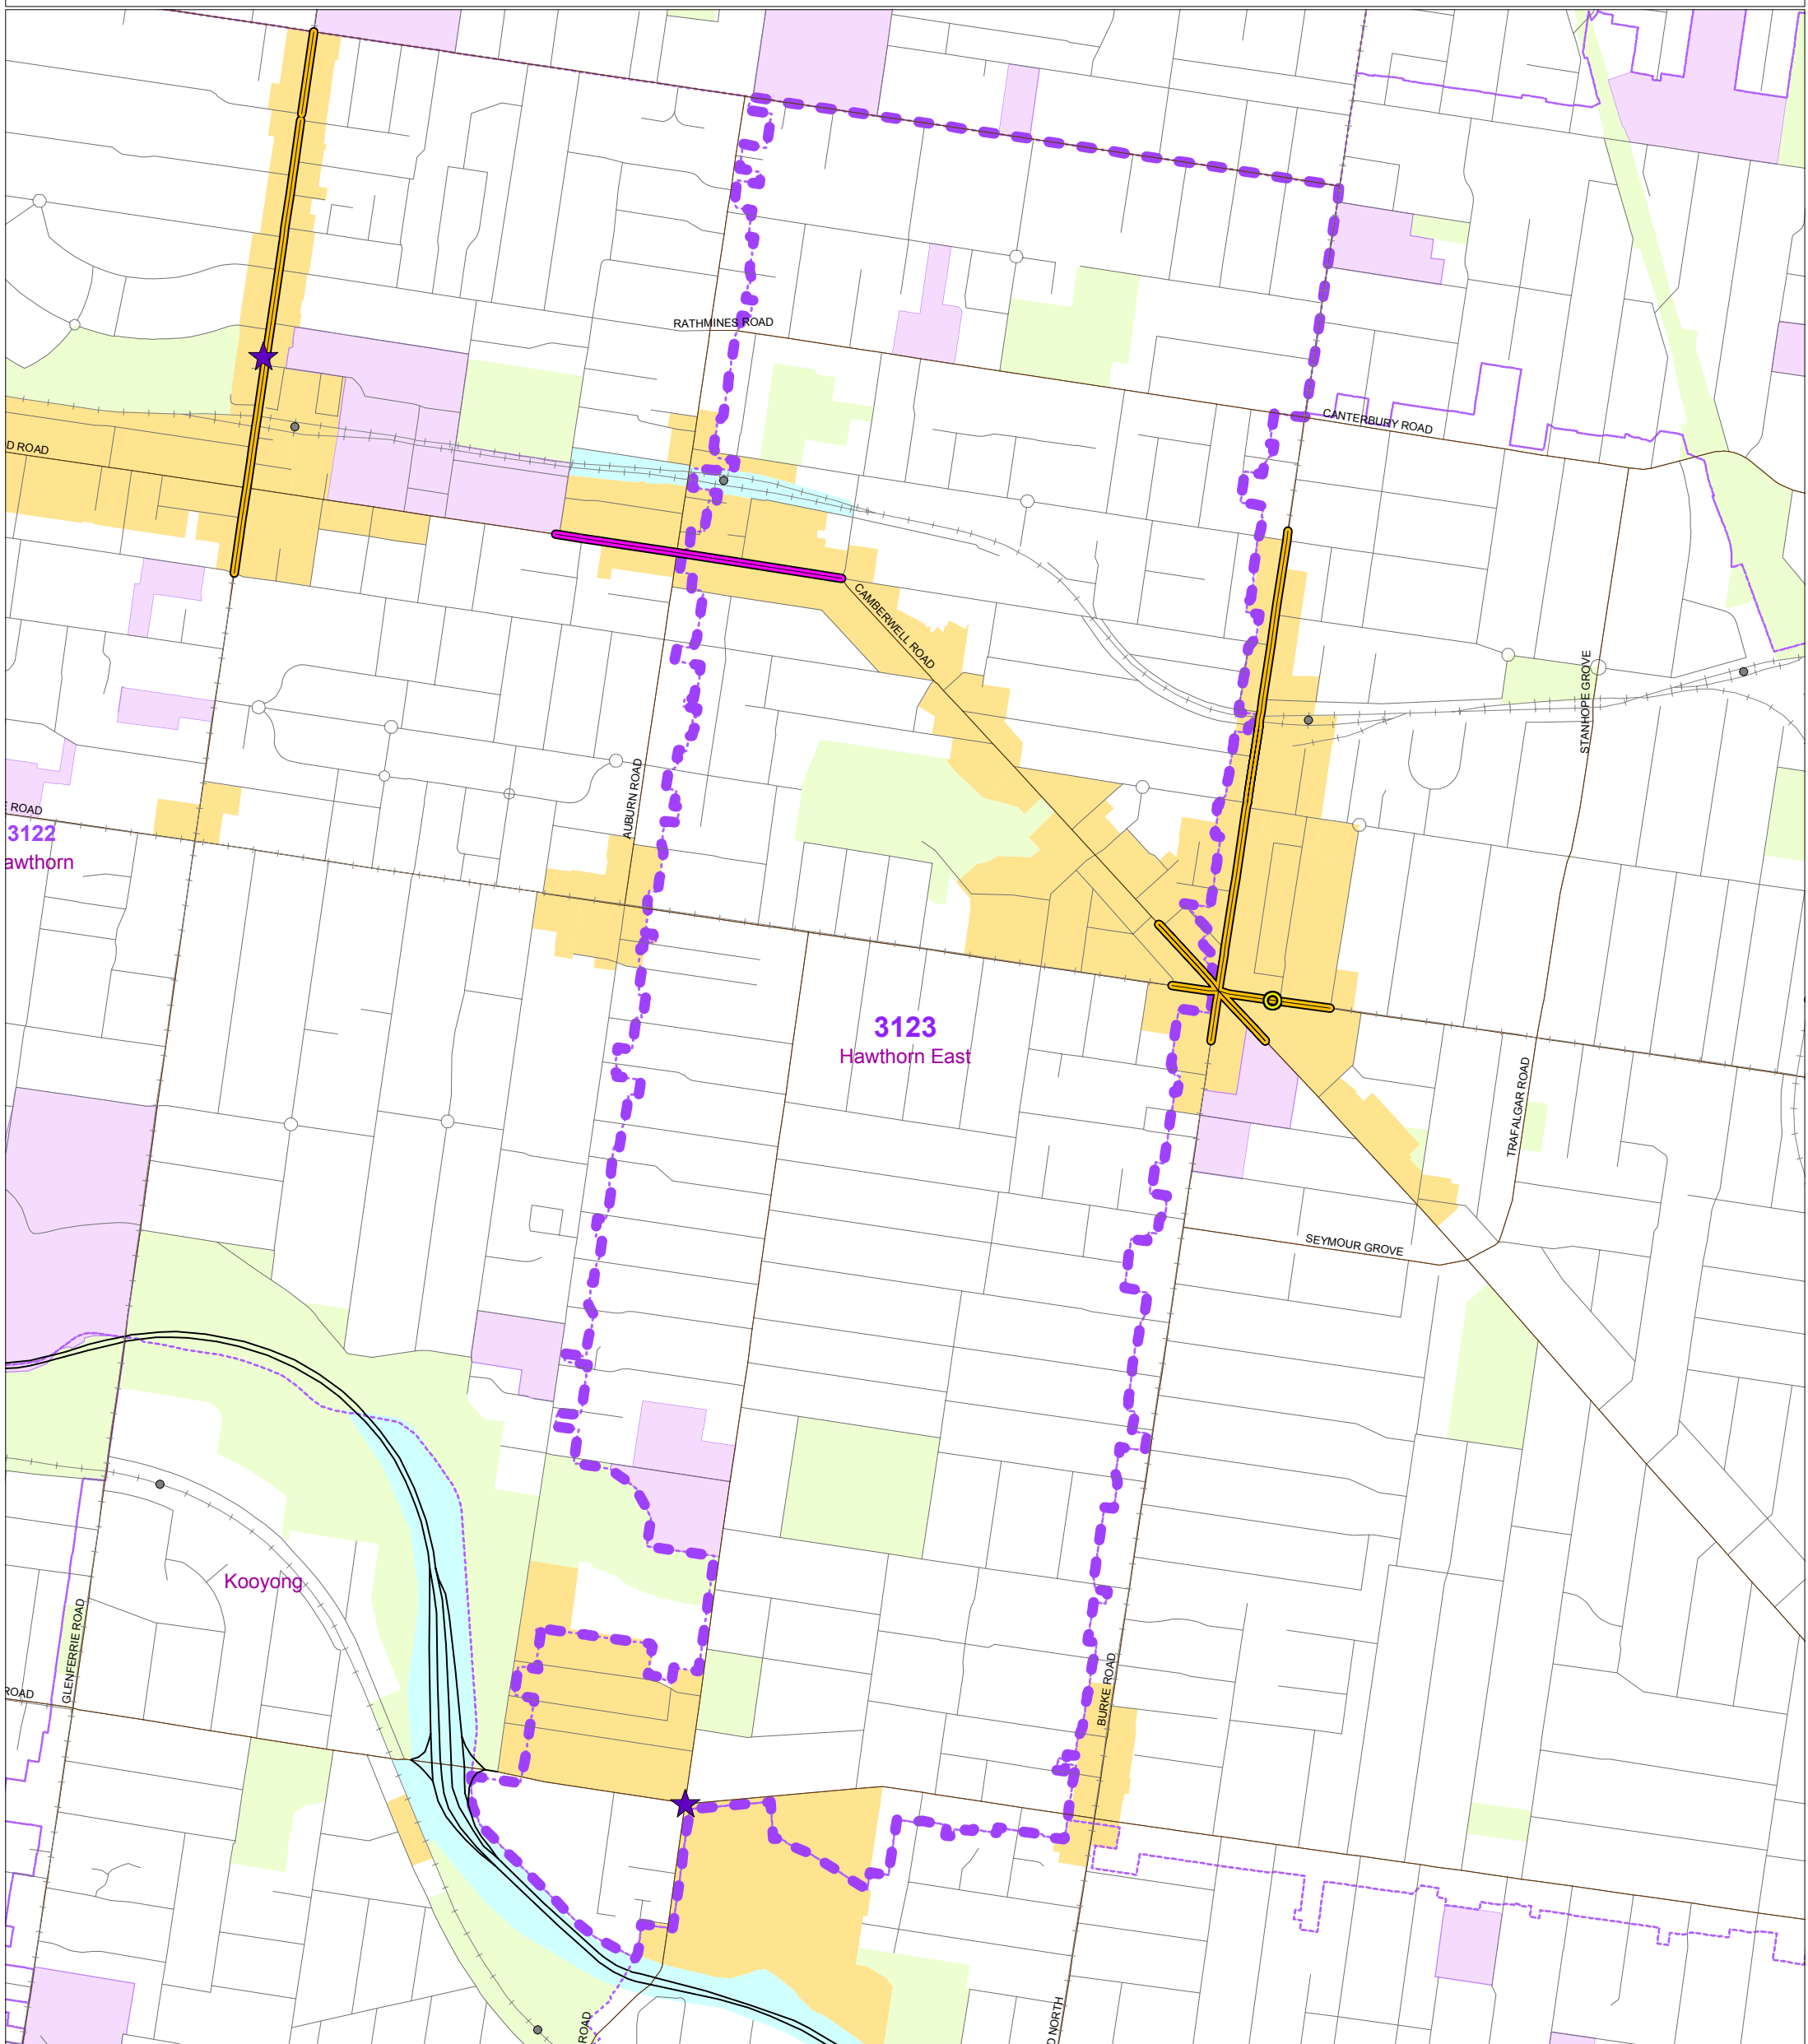 RATHMINES ROAD
CANTERBURY ROAD
D ROAD
CAMBERWELL ROAD
STANHOPE GROVE
AUBURN ROAD
E ROAD
3122
awthorn
3123
Hawthorn East
TRAFALGAR ROAD
SEYMOUR GROVE
Kooyong
GLENFERRIE ROAD
BURKE ROAD
ROAD
ROAD
D NORTH